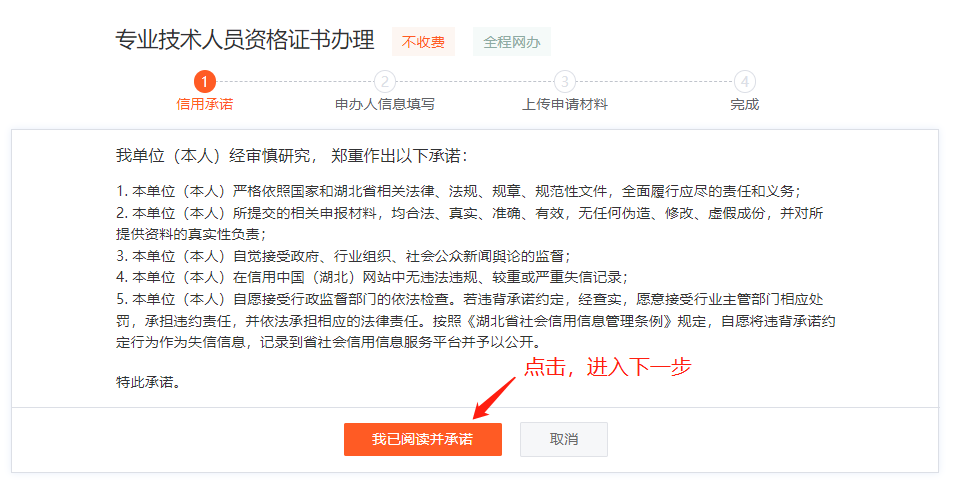 专业技术人员资格证书办理 不收费 全程网办
1 2 3 4
信用承诺 申办人信息填写 上传申请材料 完成
我单位（本人）经审慎研究， 郑重作出以下承诺：
1. 本单位（本人）严格依照国家和湖北省相关法律、法规、规章、规范性文件，全面履行应尽的责任和义务；
2. 本单位（本人）所提交的相关申报材料，均合法、真实、准确、有效，无任何伪造、修改、虚假成份，并对所
提供资料的真实性负责；
3. 本单位（本人）自觉接受政府、行业组织、社会公众新闻舆论的监督；
4. 本单位（本人）在信用中国（湖北）网站中无违法违规、较重或严重失信记录；
5. 本单位（本人）自愿接受行政监督部门的依法检查。若违背承诺约定，经查实，愿意接受行业主管部门相应处
罚，承担违约责任，并依法承担相应的法律责任。按照《湖北省社会信用信息管理条例》规定，自愿将违背承诺约
定行为作为失信信息，记录到省社会信用信息服务平台并予以公开。
点击，进入下一步
特此承诺。
我已阅读并承诺 取消